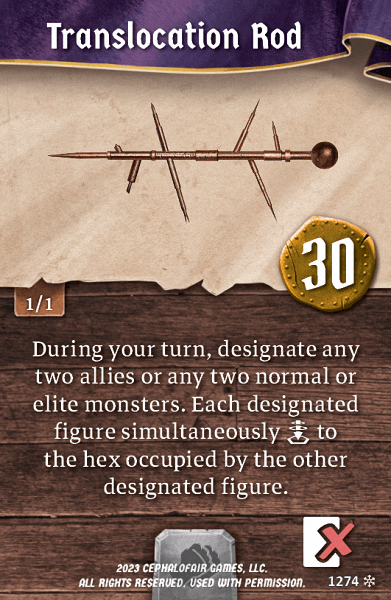 Translocation Rod
30
1/1
During your turn, designate any
two allies or any two normal or
elite monsters. Each designated
figure simultaneously to
the hex occupied by the other
designated figure.
2023 CEPHALOFAIR GAMES, LLC.
ALL RIGHTS RESERVED. USED WITH PERMISSION.
1274